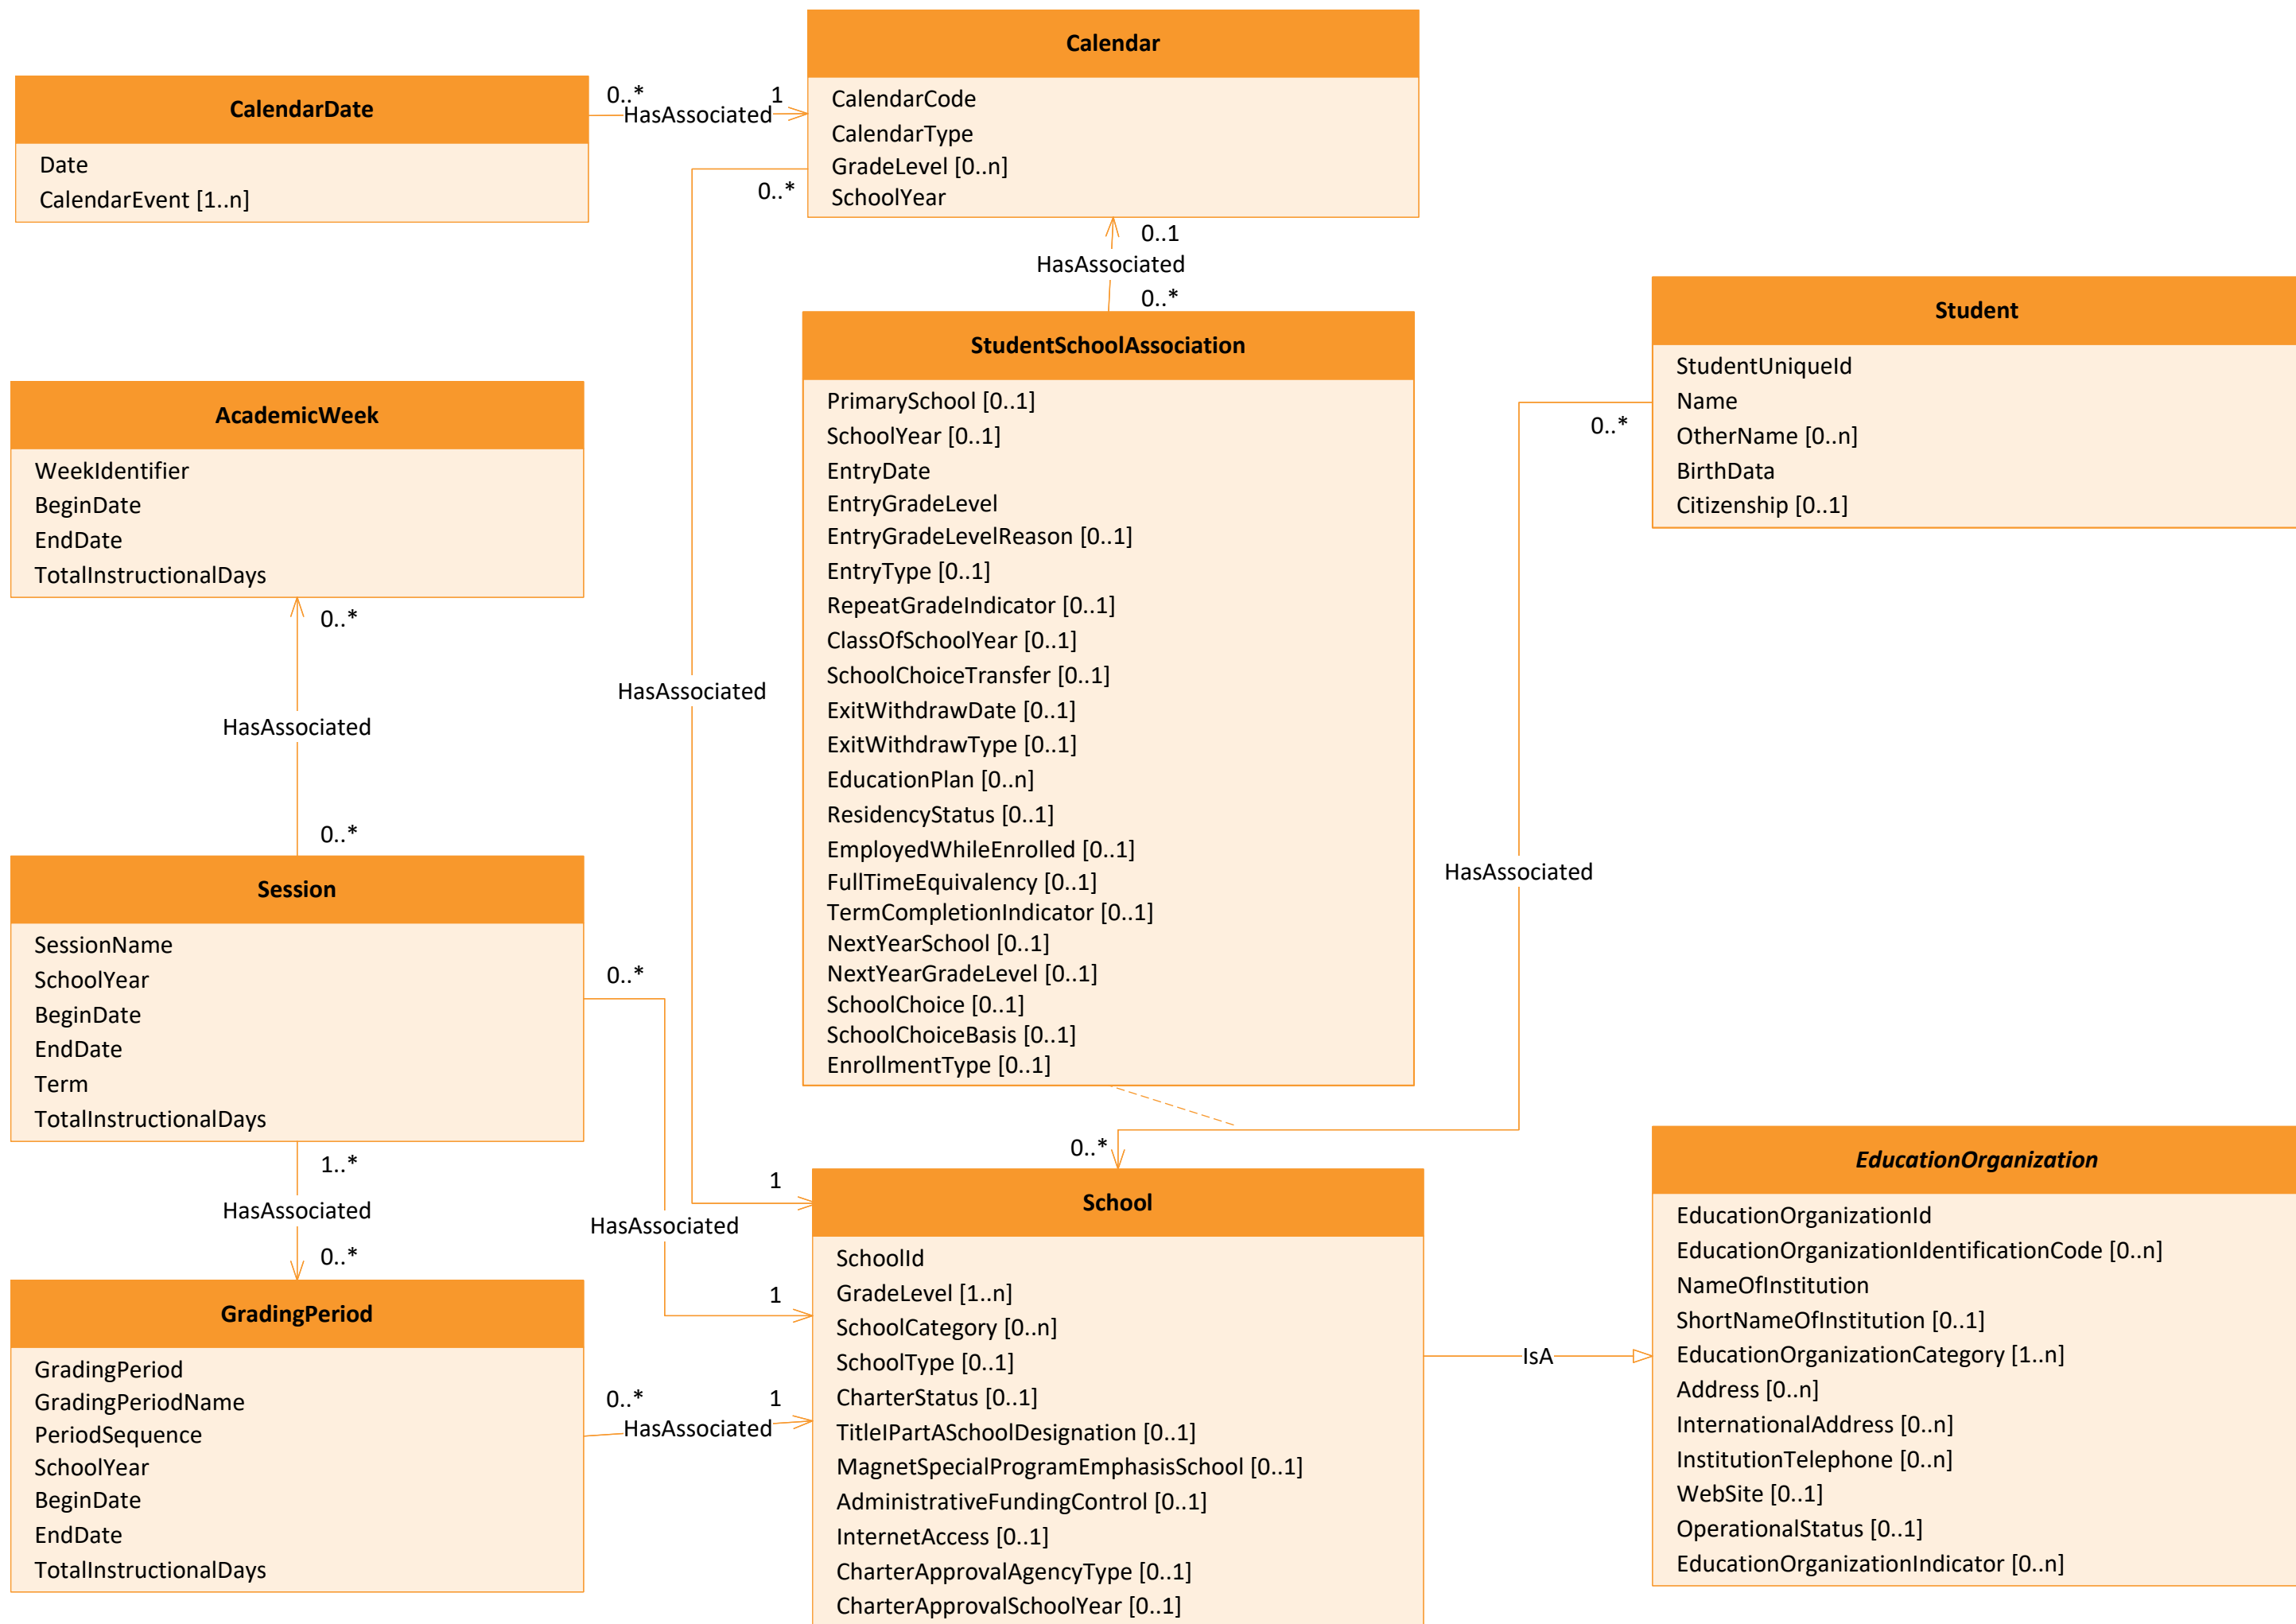 Calendar
CalendarCode
CalendarType
GradeLevel [0..n]
SchoolYear
CalendarDate
Date
CalendarEvent [1..n]
0..*
1
HasAssociated
0..*
0..1
HasAssociated
0..*
StudentSchoolAssociation
PrimarySchool [0..1]
SchoolYear [0..1]
EntryDate
EntryGradeLevel
EntryGradeLevelReason [0..1]
EntryType [0..1]
RepeatGradeIndicator [0..1]
ClassOfSchoolYear [0..1]
SchoolChoiceTransfer [0..1]
ExitWithdrawDate [0..1]
ExitWithdrawType [0..1]
EducationPlan [0..n]
ResidencyStatus [0..1]
EmployedWhileEnrolled [0..1]
FullTimeEquivalency [0..1]
TermCompletionIndicator [0..1]
NextYearSchool [0..1]
NextYearGradeLevel [0..1]
SchoolChoice [0..1]
SchoolChoiceBasis [0..1]
EnrollmentType [0..1]
Student
StudentUniqueId
Name
OtherName [0..n]
BirthData
Citizenship [0..1]
0..*
HasAssociated
0..*
AcademicWeek
WeekIdentifier
BeginDate
EndDate
TotalInstructionalDays
0..*
HasAssociated
0..*
HasAssociated
1
Session
SessionName
SchoolYear
BeginDate
EndDate
Term
TotalInstructionalDays
0..*
HasAssociated
1
1..*
HasAssociated
0..*
GradingPeriod
GradingPeriod
GradingPeriodName
PeriodSequence
SchoolYear
BeginDate
EndDate
TotalInstructionalDays
0..*
1
HasAssociated
School
SchoolId
GradeLevel [1..n]
SchoolCategory [0..n]
SchoolType [0..1]
CharterStatus [0..1]
TitleIPartASchoolDesignation [0..1]
MagnetSpecialProgramEmphasisSchool [0..1]
AdministrativeFundingControl [0..1]
InternetAccess [0..1]
CharterApprovalAgencyType [0..1]
CharterApprovalSchoolYear [0..1]
IsA
EducationOrganization
EducationOrganizationId
EducationOrganizationIdentificationCode [0..n]
NameOfInstitution
ShortNameOfInstitution [0..1]
EducationOrganizationCategory [1..n]
Address [0..n]
InternationalAddress [0..n]
InstitutionTelephone [0..n]
WebSite [0..1]
OperationalStatus [0..1]
EducationOrganizationIndicator [0..n]